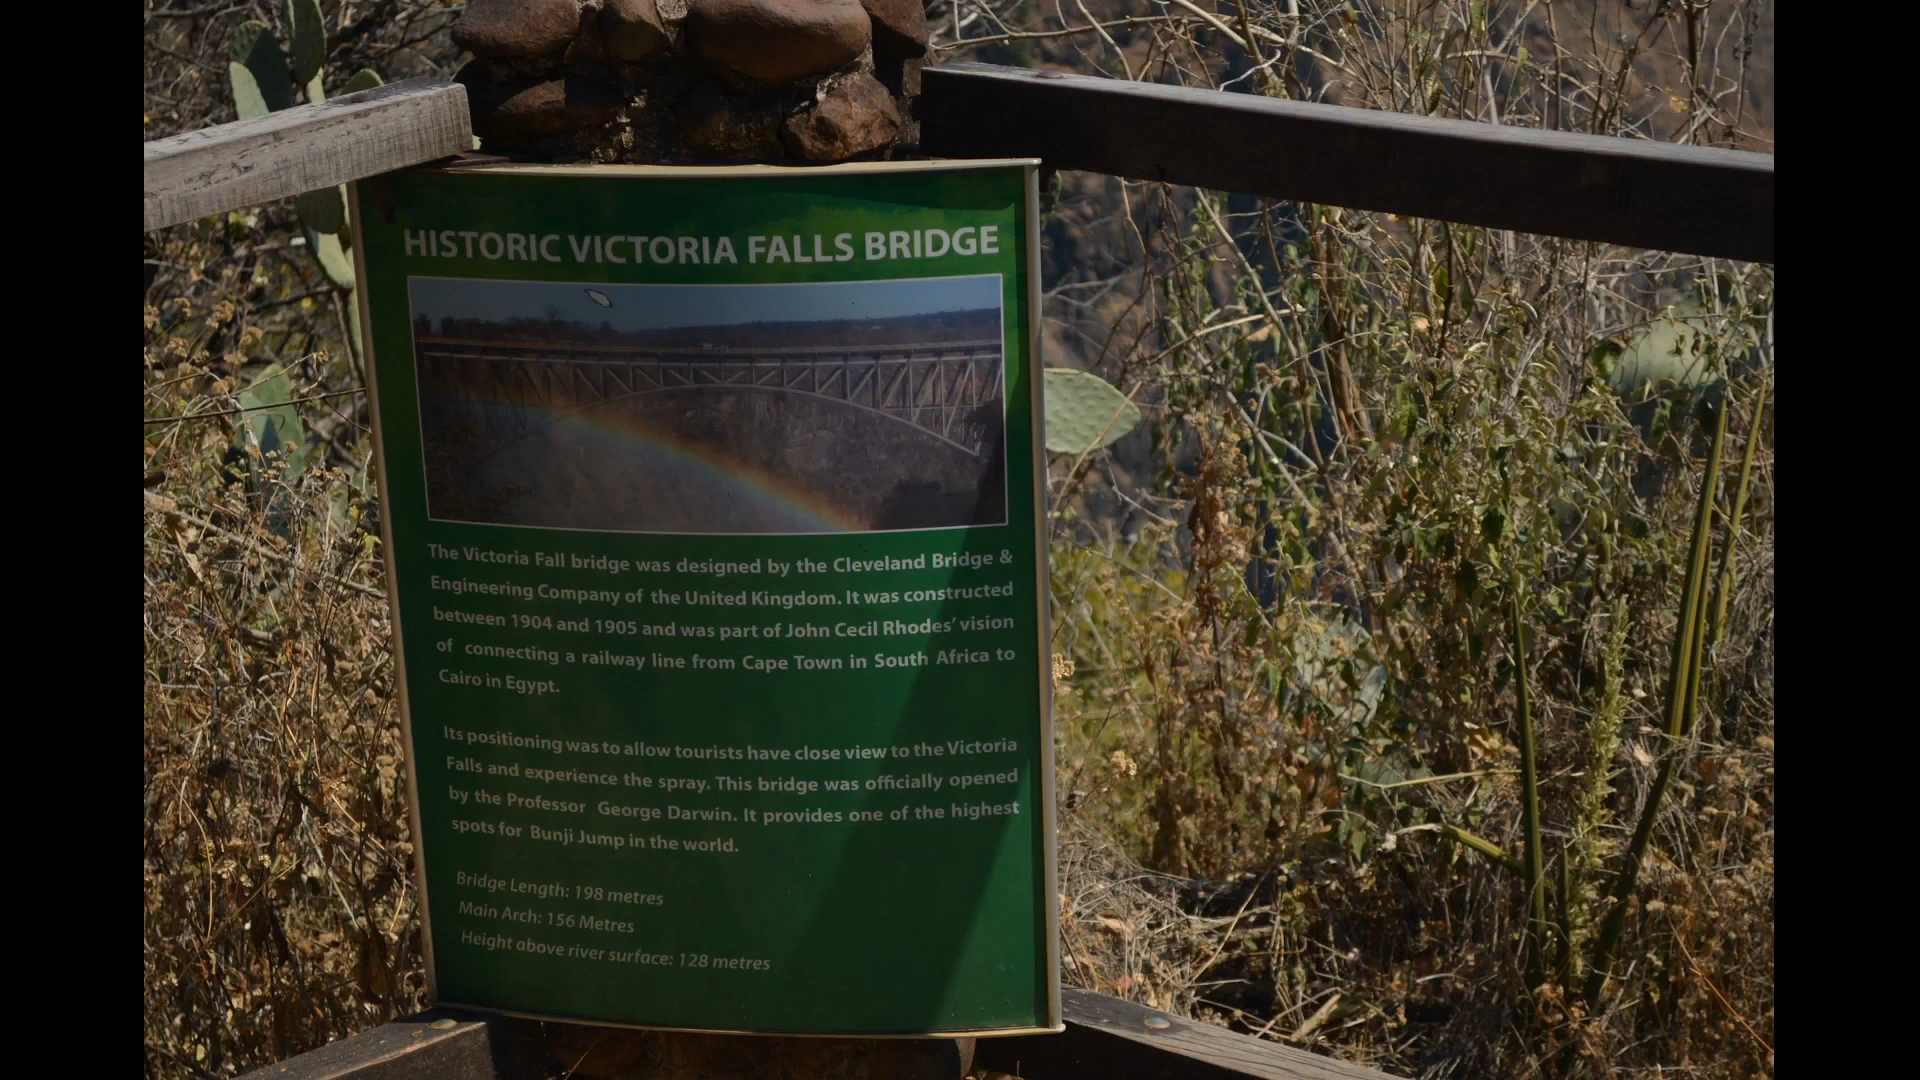 HISTORIC VICTORIA FALLS BRIDGE
The Victoria Fall bridge was designed by the Cleveland Bridge &
Engineering Company of the United Kingdom. It was constructed
between 1904 and 1905 and was part of John Cecil Rhodes' vision
of connecting a railway line from Cape Town in South Africa to
Cairo in Egypt.
Its positioning was to allow tourists have close view to the Victoria
Falls and experience the spray. This bridge was officially opened
by the Professor George Darwin. It provides one of the highest
spots for Bunji Jump in the world.
Bridge Length: 198 metres
Main Arch: 156 Metres
Height above river surface: 128 metres